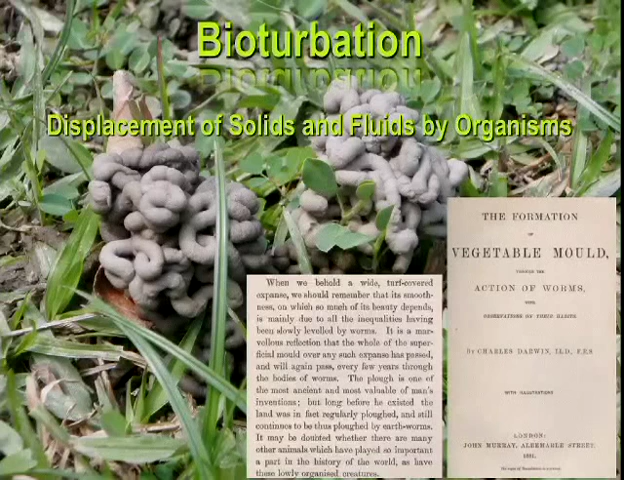 Bioturbation
Displacement of Solids and Fluids by Organisms
When we behold a wide, turf-covered
expanse, we should remember that its smooth-
ness, on which so much of its beauty depends,
is mainly due to all the inequalities having
been slowly levelled by worms. It is a mar-
vellous reflection that the whole of the super-
ficial mould over any such expanse has passed,
and will again pass, every few years through
the bodies of worms. The plough is one of
the most ancient and most valuable of man's
inventions; but long before he existed the
land was in fact regularly ploughed, and still
continues to be thus ploughed by earth-worms.
It may be doubted whether there are many
other animals which have played so important
a part in the history of the world, as have
these lowly organised creatures.
THE FORMATION
OF
VEGETABLE MOULD,
THROUGH THE
ACTION OF WORMS,
WITH
OBSERVATIONS ON THEIR HABITS.
BY CHARLES DARWIN, LL.D., F.R.S.
WITH ILLUSTRATIONS
LONDON:
JOHN MURRAY, ALBEMARLE STREET.
1881.